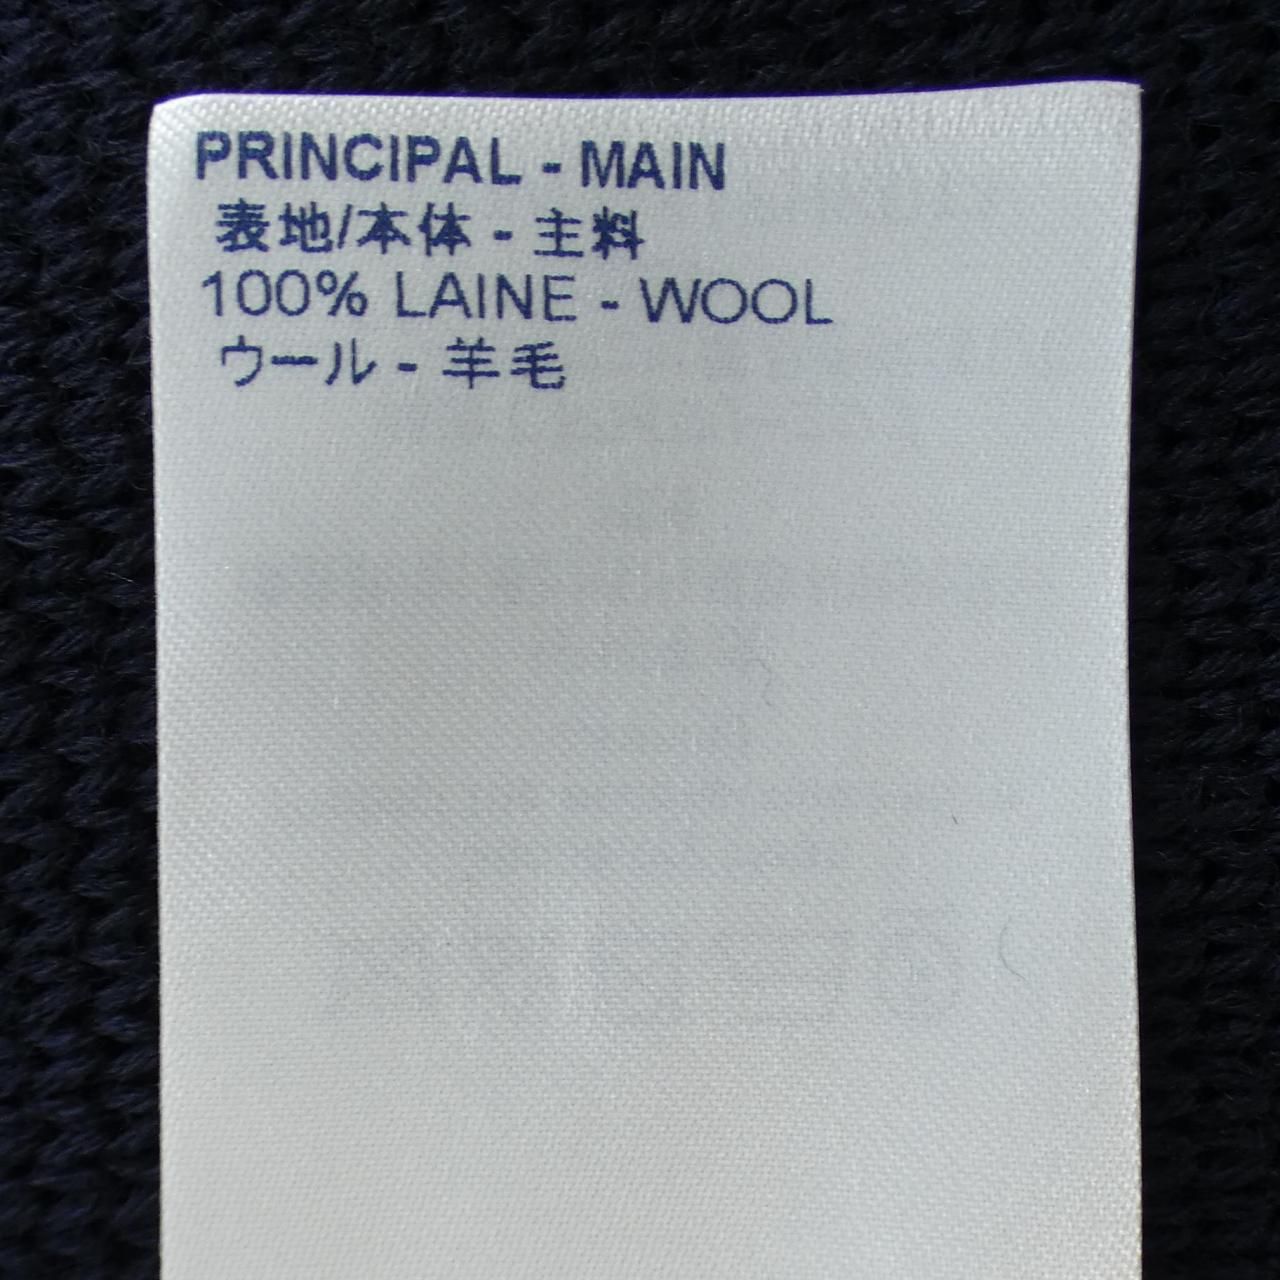 PRINCIPAL - MAIN
表地/本体 - 主料
100% LAINE - WOOL
ウール - 羊毛